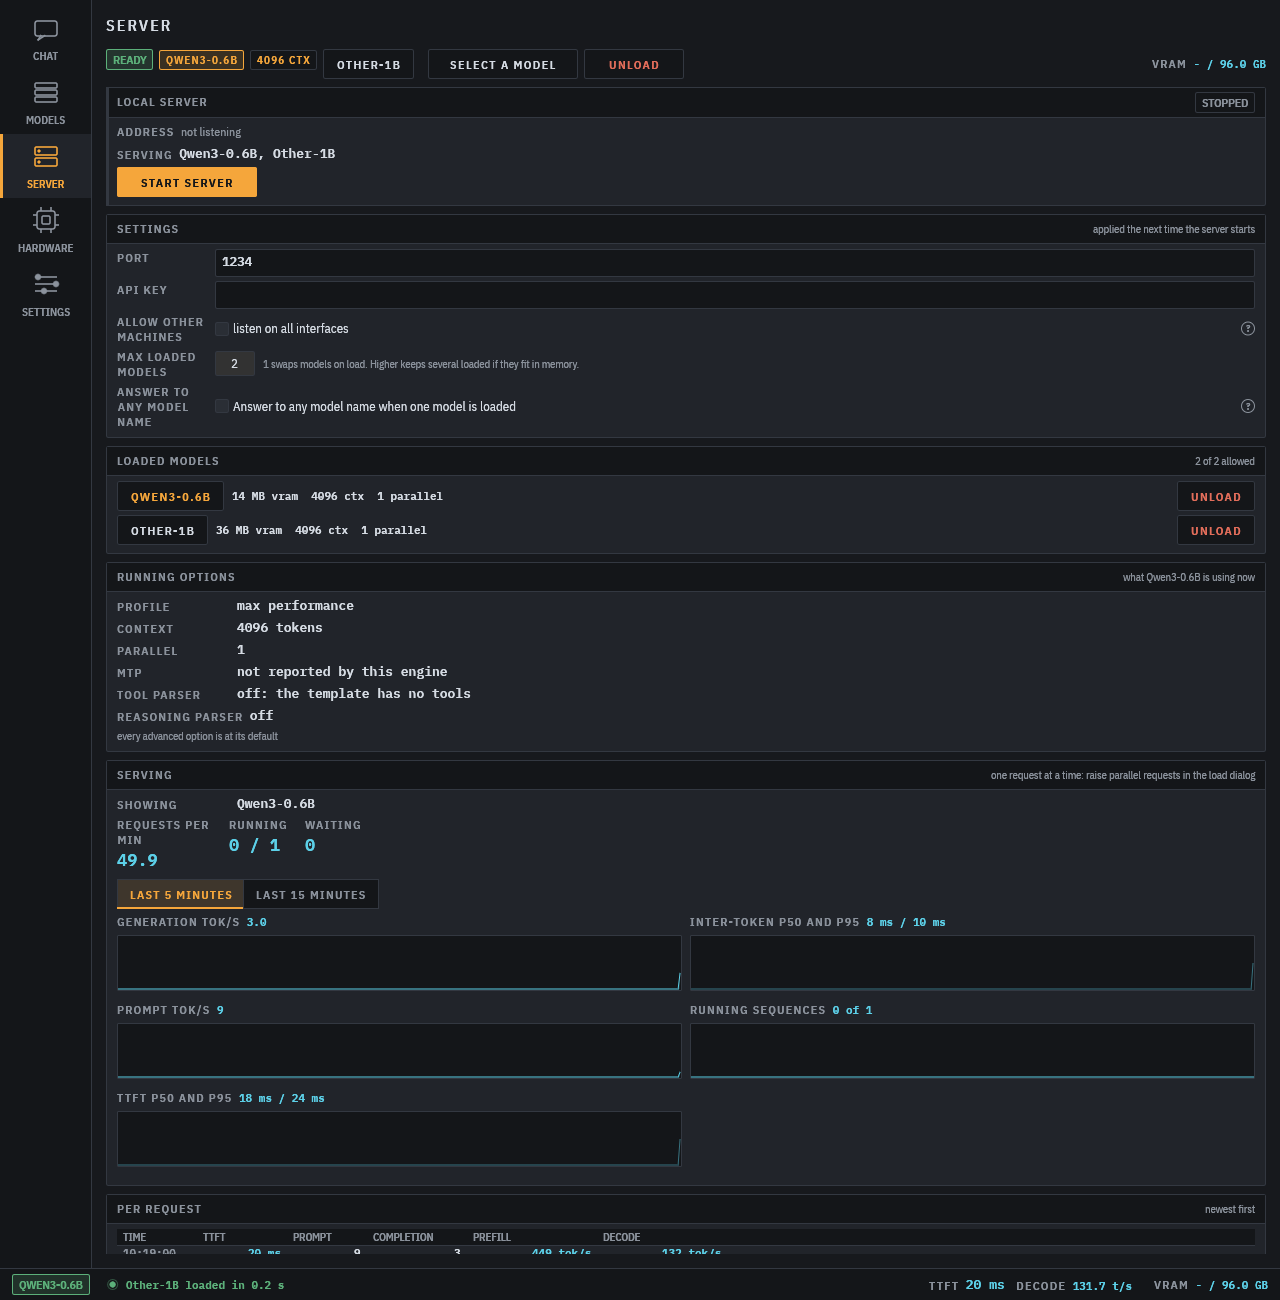 SERVER
CHAT
MODELS
SERVER
HARDWARE
SETTINGS
READY QWEN3-0.6B 4096 CTX OTHER-1B SELECT A MODEL UNLOAD VRAM - / 96.0 GB
LOCAL SERVER STOPPED
ADDRESS not listening
SERVING Qwen3-0.6B, Other-1B
START SERVER
SETTINGS applied the next time the server starts
PORT 1234
API KEY
ALLOW OTHER MACHINES listen on all interfaces ?
MAX LOADED MODELS 2 1 swaps models on load. Higher keeps several loaded if they fit in memory.
ANSWER TO ANY MODEL NAME Answer to any model name when one model is loaded ?
LOADED MODELS 2 of 2 allowed
QWEN3-0.6B 14 MB vram 4096 ctx 1 parallel UNLOAD
OTHER-1B 36 MB vram 4096 ctx 1 parallel UNLOAD
RUNNING OPTIONS what Qwen3-0.6B is using now
PROFILE max performance
CONTEXT 4096 tokens
PARALLEL 1
MTP not reported by this engine
TOOL PARSER off: the template has no tools
REASONING PARSER off
every advanced option is at its default
SERVING one request at a time: raise parallel requests in the load dialog
SHOWING Qwen3-0.6B
REQUESTS PER MIN 49.9
RUNNING 0 / 1
WAITING 0
LAST 5 MINUTES LAST 15 MINUTES
GENERATION TOK/S 3.0
INTER-TOKEN P50 AND P95 8 ms / 10 ms
PROMPT TOK/S 9
RUNNING SEQUENCES 0 of 1
TTFT P50 AND P95 18 ms / 24 ms
PER REQUEST newest first
TIME TTFT PROMPT COMPLETION PREFILL DECODE
10:19:00 20 ms 9 3 449 tok/s 132 tok/s
QWEN3-0.6B Other-1B loaded in 0.2 s TTFT 20 ms DECODE 131.7 t/s VRAM - / 96.0 GB